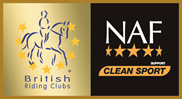 British
Riding Clubs
NAF
SUPPORT
CLEAN SPORT